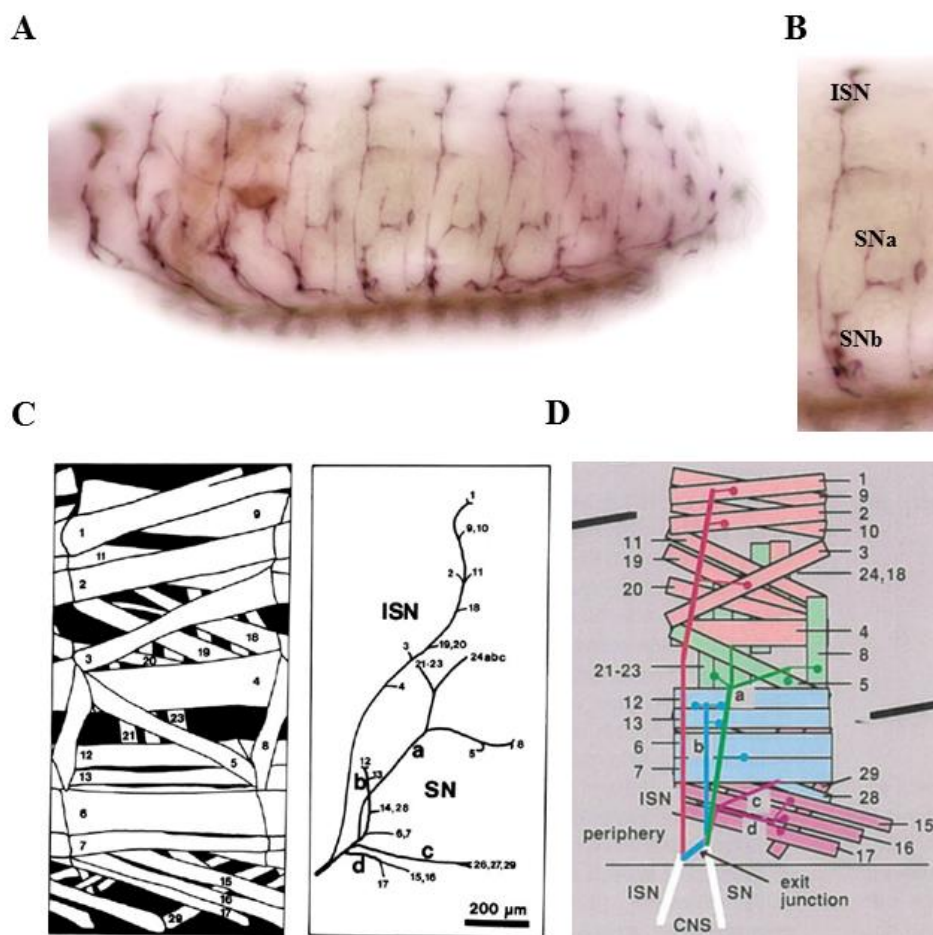 A
B
ISN
SNa
SNb
C
1
9
11
2
18
3
20
19
4
21
23
5
8
12
13
6
7
15
16
17
29
1
9, 10
2
11
18
ISN
3
19,20
21-23
24abc
4
a
5
8
12
13
b
SN
14, 28
6,7
c
26, 27, 29
d
17
15, 16
200 µm
D
1
9
2
10
11
3
19
24,18
20
4
8
21-23
a
5
12
13
b
6
7
29
28
ISN
c
15
periphery
d
16
17
ISN
SN
exit
junction
CNS